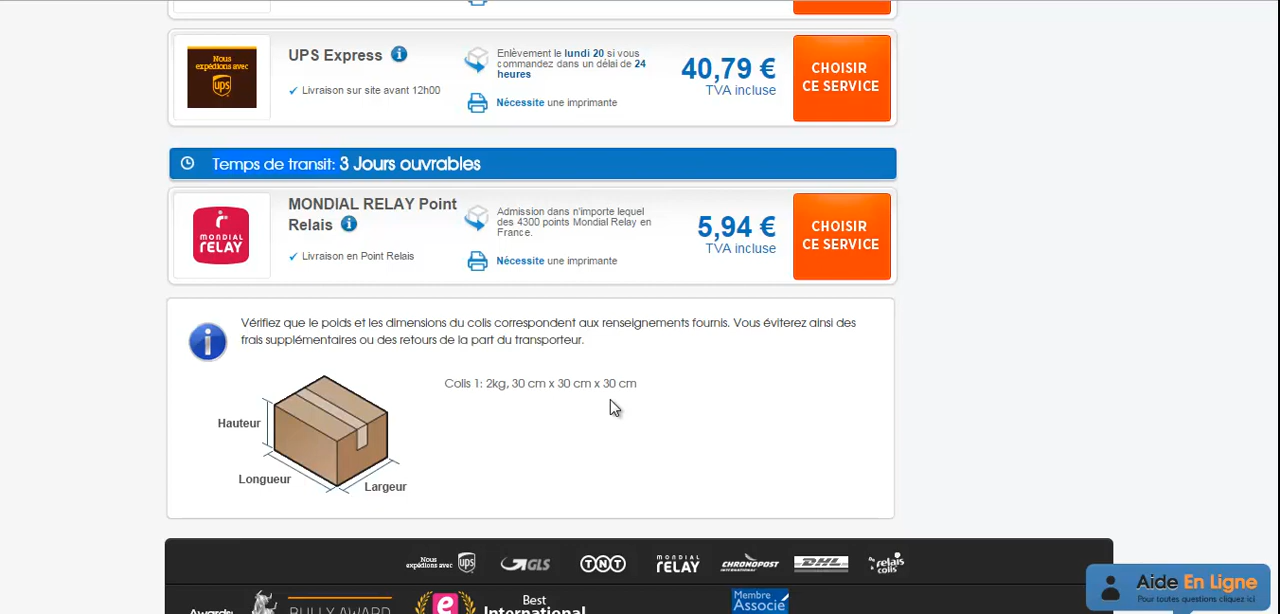 Nous
expédions avec
ups
UPS Express
Livraison sur site avant 12h00
Enlèvement le lundi 20 si vous
commandez dans un délai de 24
heures
Nécessite une imprimante
40,79 €
TVA incluse
CHOISIR
CE SERVICE
Temps de transit: 3 Jours ouvrables
MONDIAL
RELAY
MONDIAL RELAY Point
Relais
Livraison en Point Relais
Admission dans n'importe lequel
des 4300 points Mondial Relay en
France.
Nécessite une imprimante
5,94 €
TVA incluse
CHOISIR
CE SERVICE
Vérifiez que le poids et les dimensions du colis correspondent aux renseignements fournis. Vous éviterez ainsi des
frais supplémentaires ou des retours de la part du transporteur.
Colis 1: 2kg, 30 cm x 30 cm x 30 cm
Hauteur
Longueur
Largeur
Nous
expédions avec
ups
GLS
TNT
MONDIAL
RELAY
CHRONOPOST
INTERNATIONAL
DHL
relais
colis
Awards:
BULLY AWARD
e
Best
International
Membre
Associé
Aide En Ligne
Pour toutes questions cliquez ici